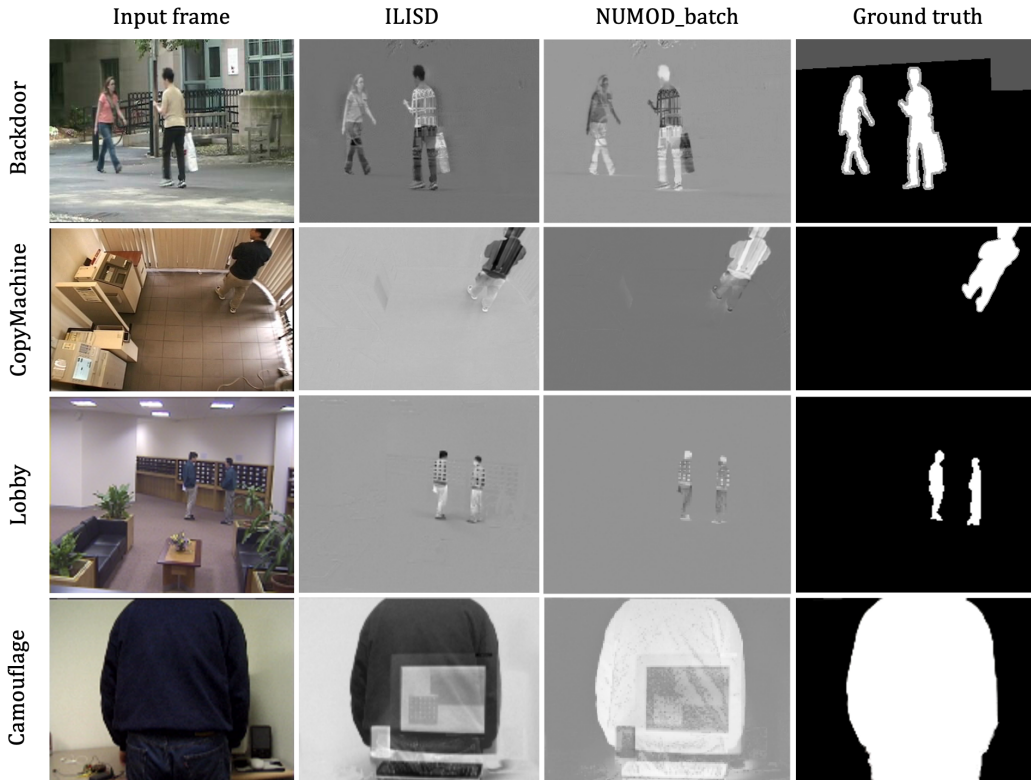 Input frame
ILISD
NUMOD_batch
Ground truth
Backdoor
CopyMachine
Lobby
Camouflage